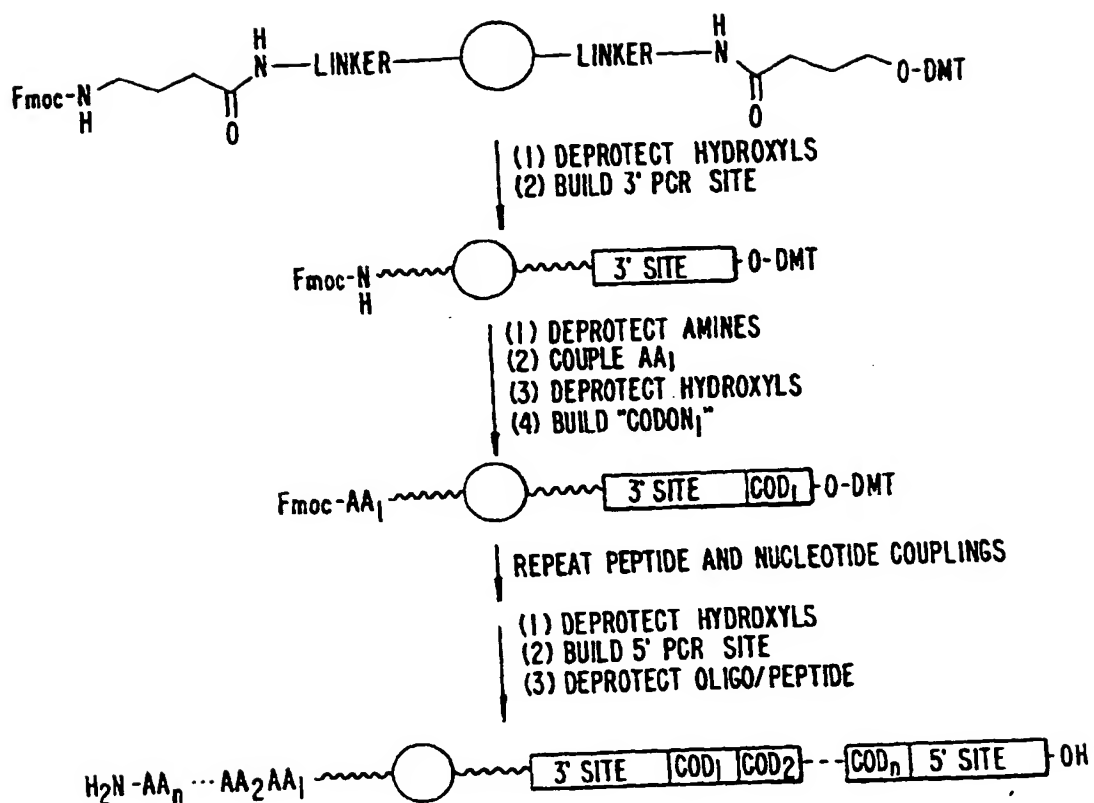 Fmoc-N H
H N LINKER LINKER N H
O O
O-DMT
(1) DEPROTECT HYDROXYLS
(2) BUILD 3' PCR SITE
Fmoc-N H 3' SITE O-DMT
(1) DEPROTECT AMINES
(2) COUPLE AA₁
(3) DEPROTECT HYDROXYLS
(4) BUILD "CODON₁"
Fmoc-AA₁ 3' SITE COD₁ O-DMT
REPEAT PEPTIDE AND NUCLEOTIDE COUPLINGS
(1) DEPROTECT HYDROXYLS
(2) BUILD 5' PCR SITE
(3) DEPROTECT OLIGO/PEPTIDE
H₂N-AAₙ ··· AA₂AA₁ 3' SITE COD₁ COD₂ --- CODₙ 5' SITE OH